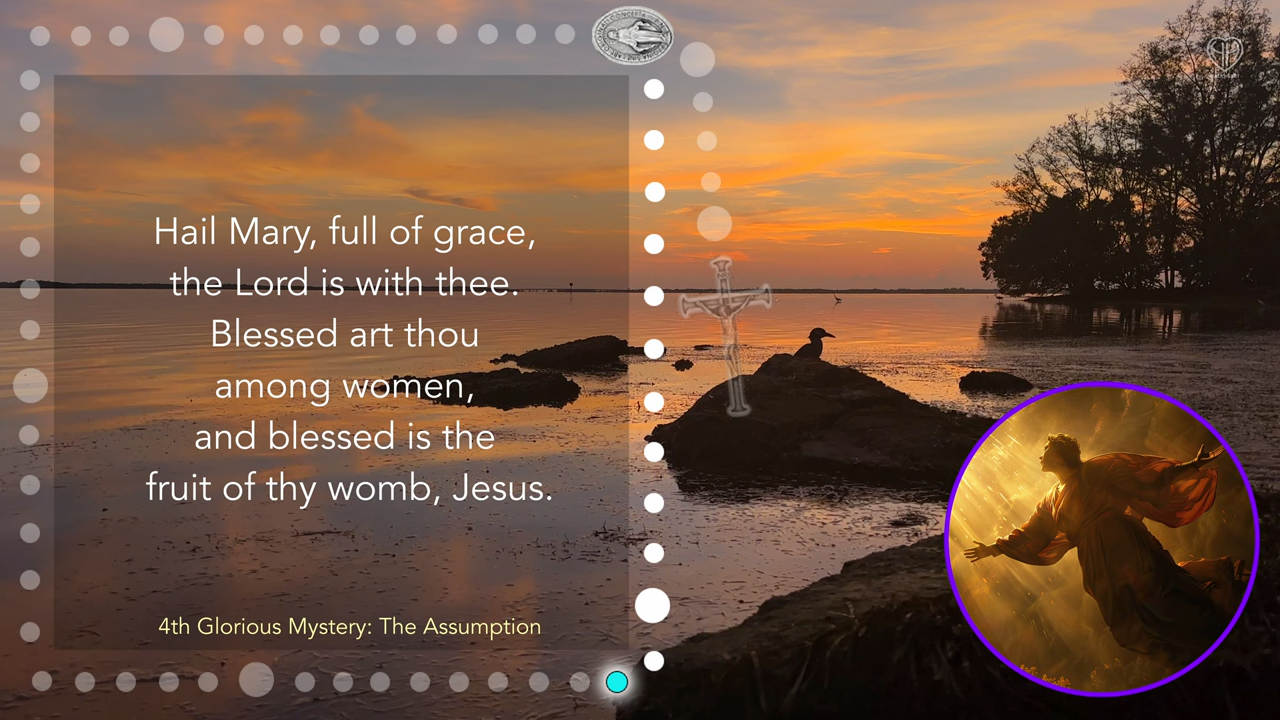 Hail Mary, full of grace,
the Lord is with thee.
Blessed art thou
among women,
and blessed is the
fruit of thy womb, Jesus.
4th Glorious Mystery: The Assumption